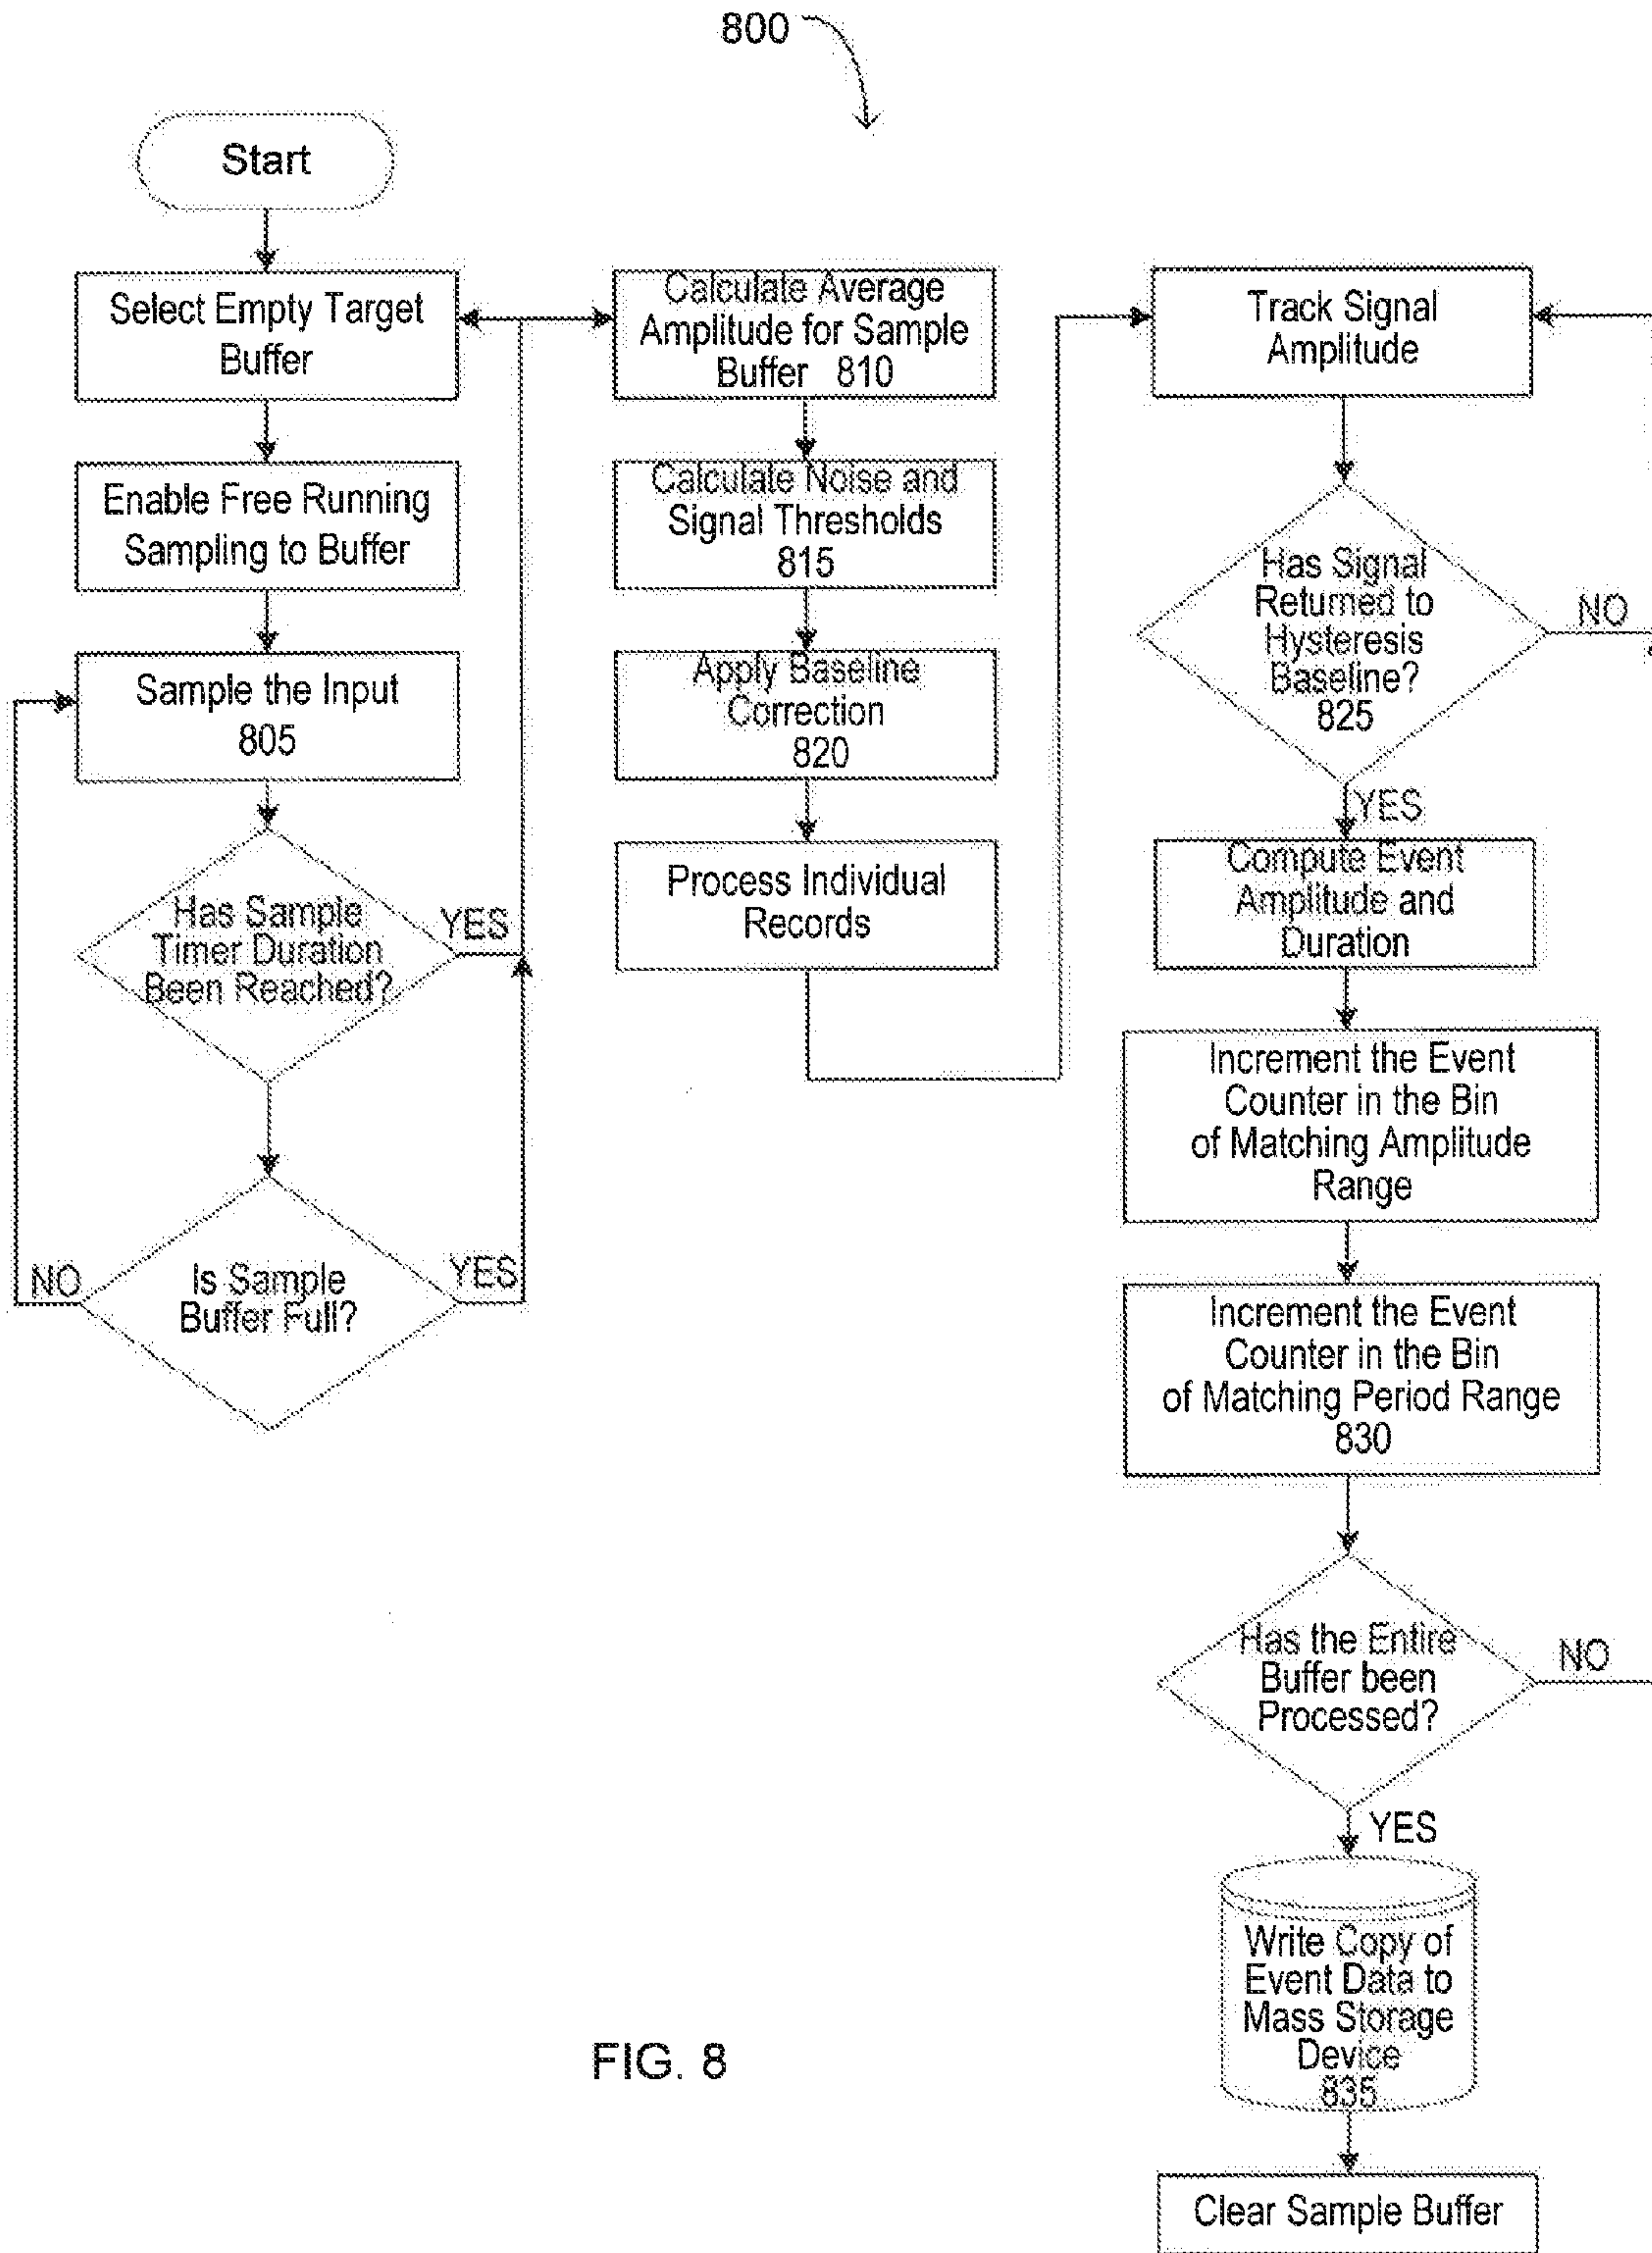 800
Start
Select Empty Target
Buffer
Enable Free Running
Sampling to Buffer
Sample the Input
805
Has Sample
Timer Duration
Been Reached?
YES
Is Sample
Buffer Full?
NO
YES
Calculate Average
Amplitude for Sample
Buffer 810
Calculate Noise and
Signal Thresholds
815
Apply Baseline
Correction
820
Process Individual
Records
Track Signal
Amplitude
Has Signal
Returned to
Hysteresis
Baseline?
825
NO
YES
Compute Event
Amplitude and
Duration
Increment the Event
Counter in the Bin
of Matching Amplitude
Range
Increment the Event
Counter in the Bin
of Matching Period Range
830
Has the Entire
Buffer been
Processed?
NO
YES
Write Copy of
Event Data to
Mass Storage
Device
835
Clear Sample Buffer
FIG. 8